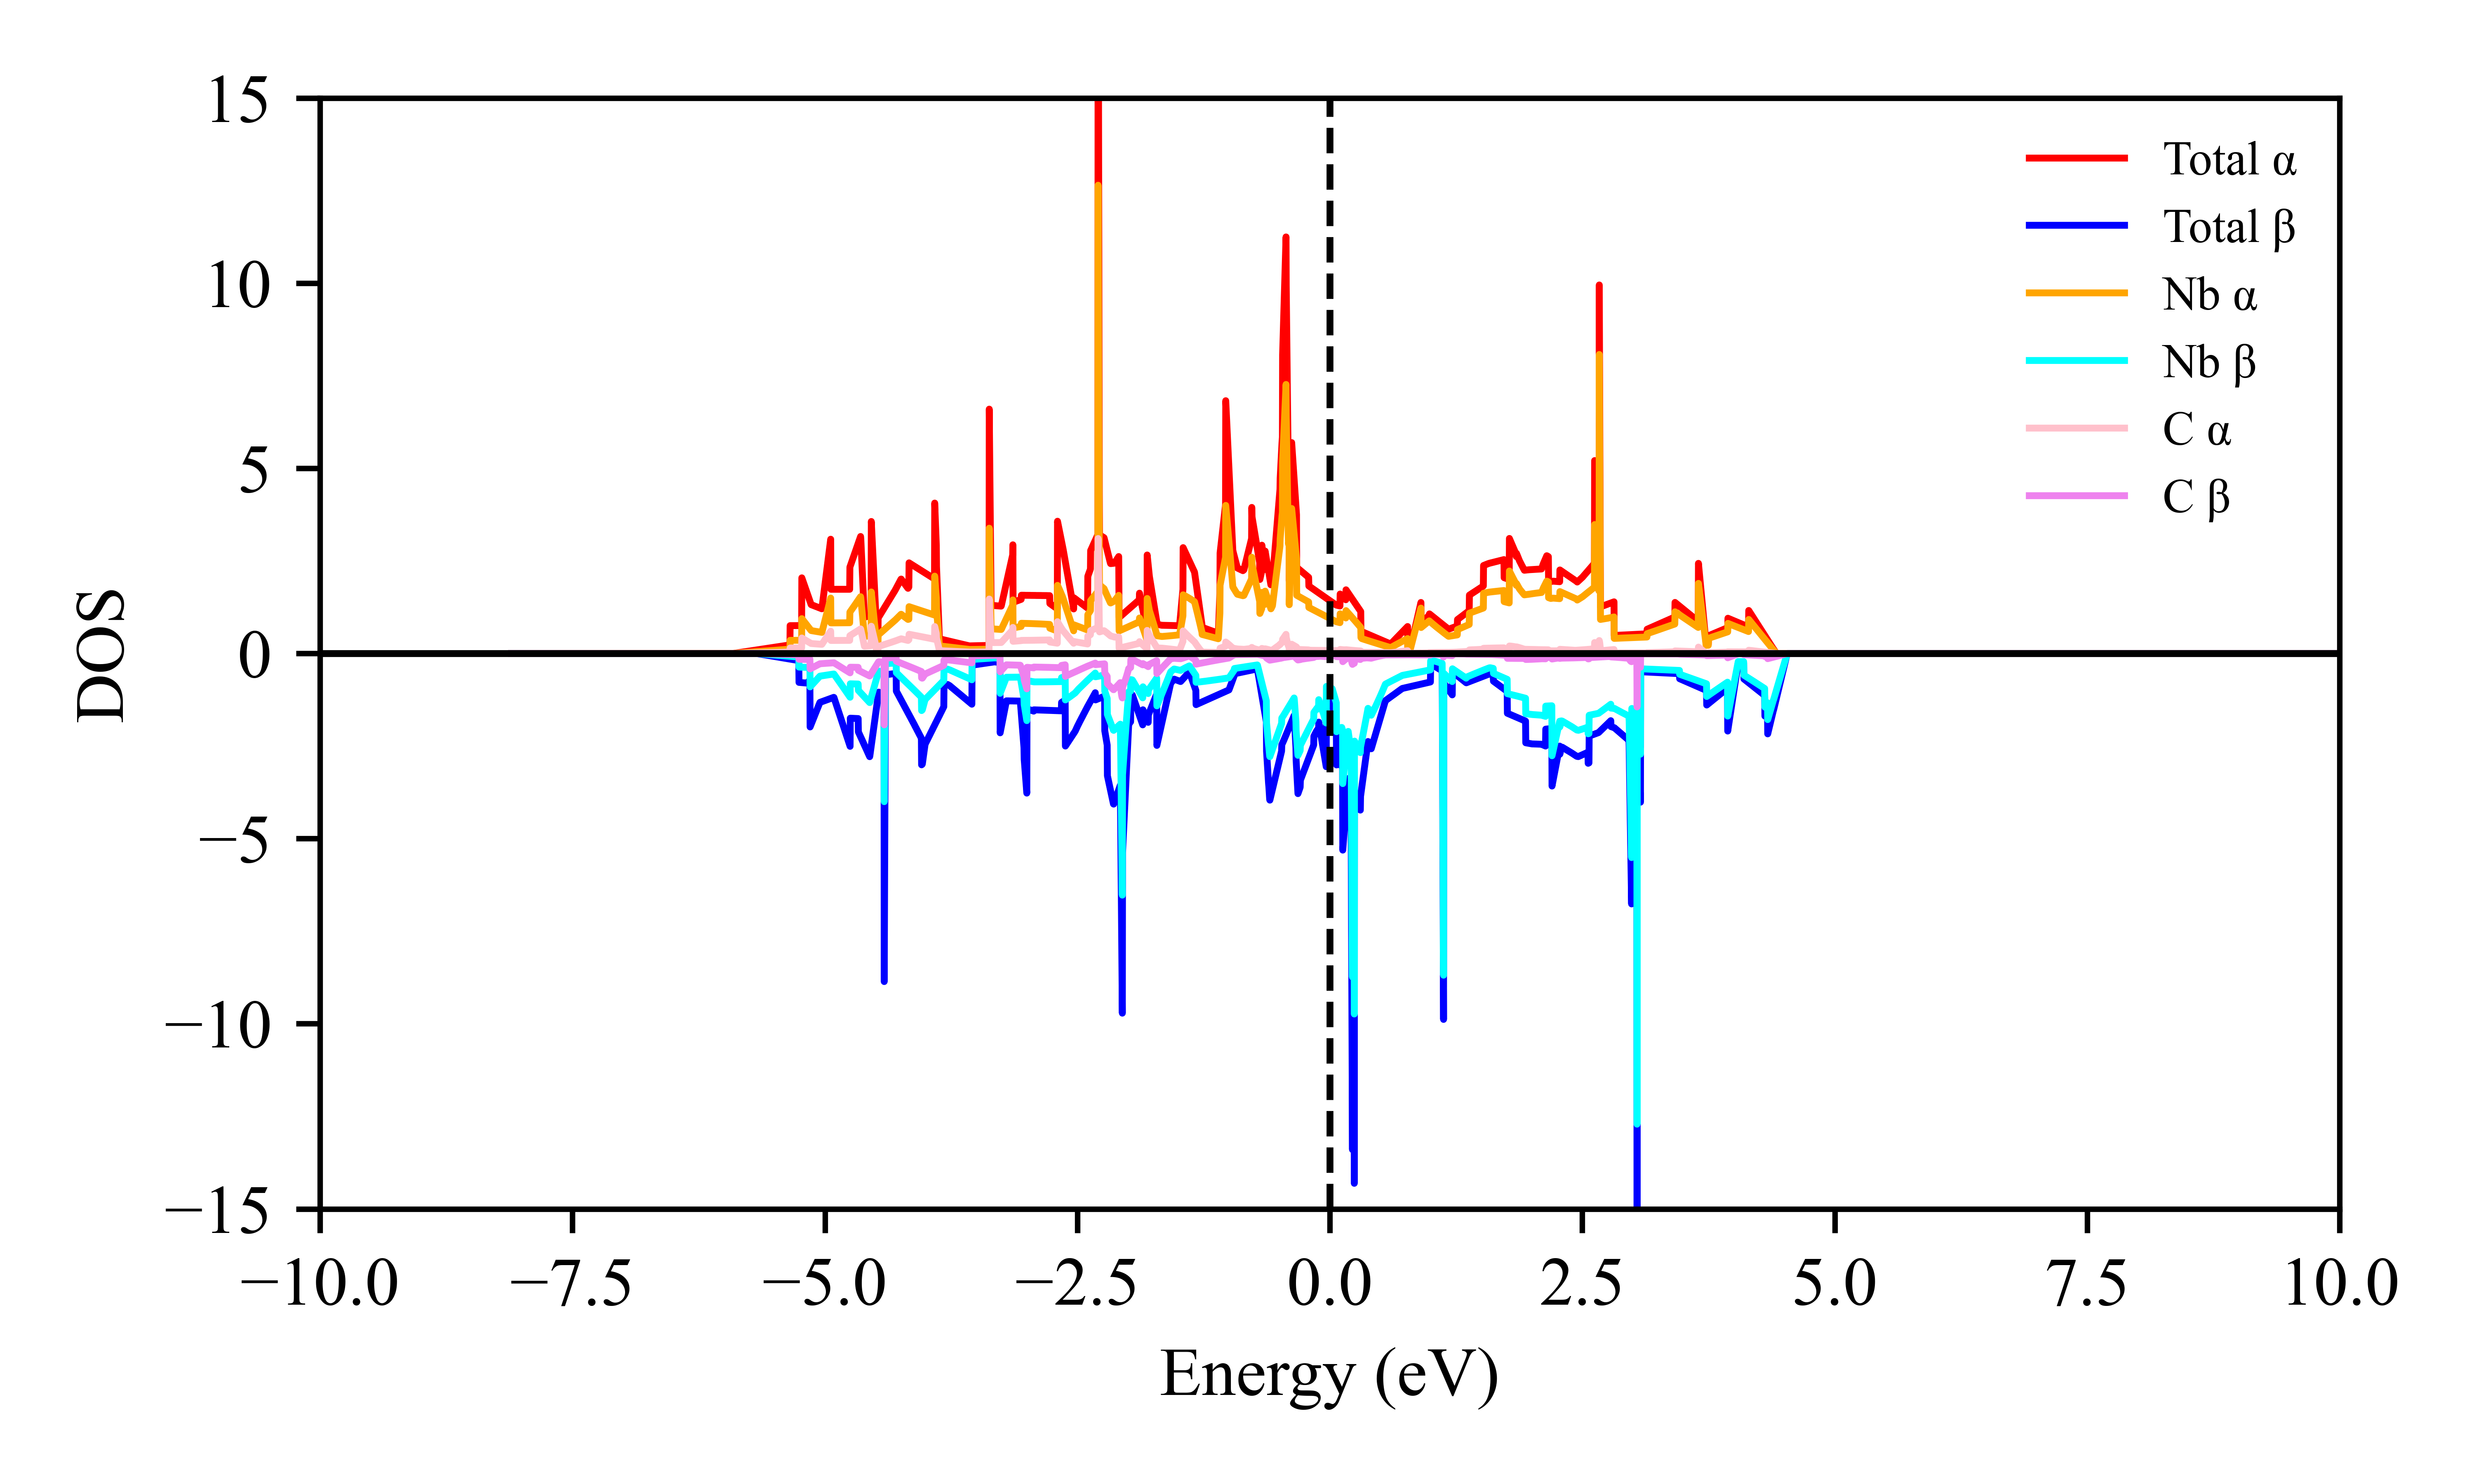 15
10
5
0
−5
−10
−15
DOS
Total α
Total β
Nb α
Nb β
C α
C β
−10.0 −7.5 −5.0 −2.5 0.0 2.5 5.0 7.5 10.0
Energy (eV)